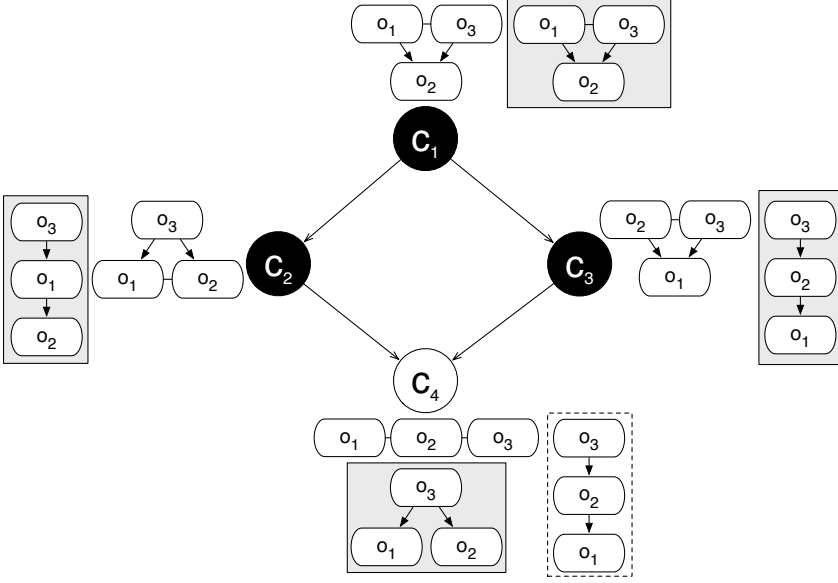 o1 o3 o1 o3
o2 o2
C1
o3 o3 o2 o3 o3
o1 o1 o2 C2 C3 o1 o2
o2 o1
C4
o1 o2 o3 o3
o3 o2
o1 o2 o1